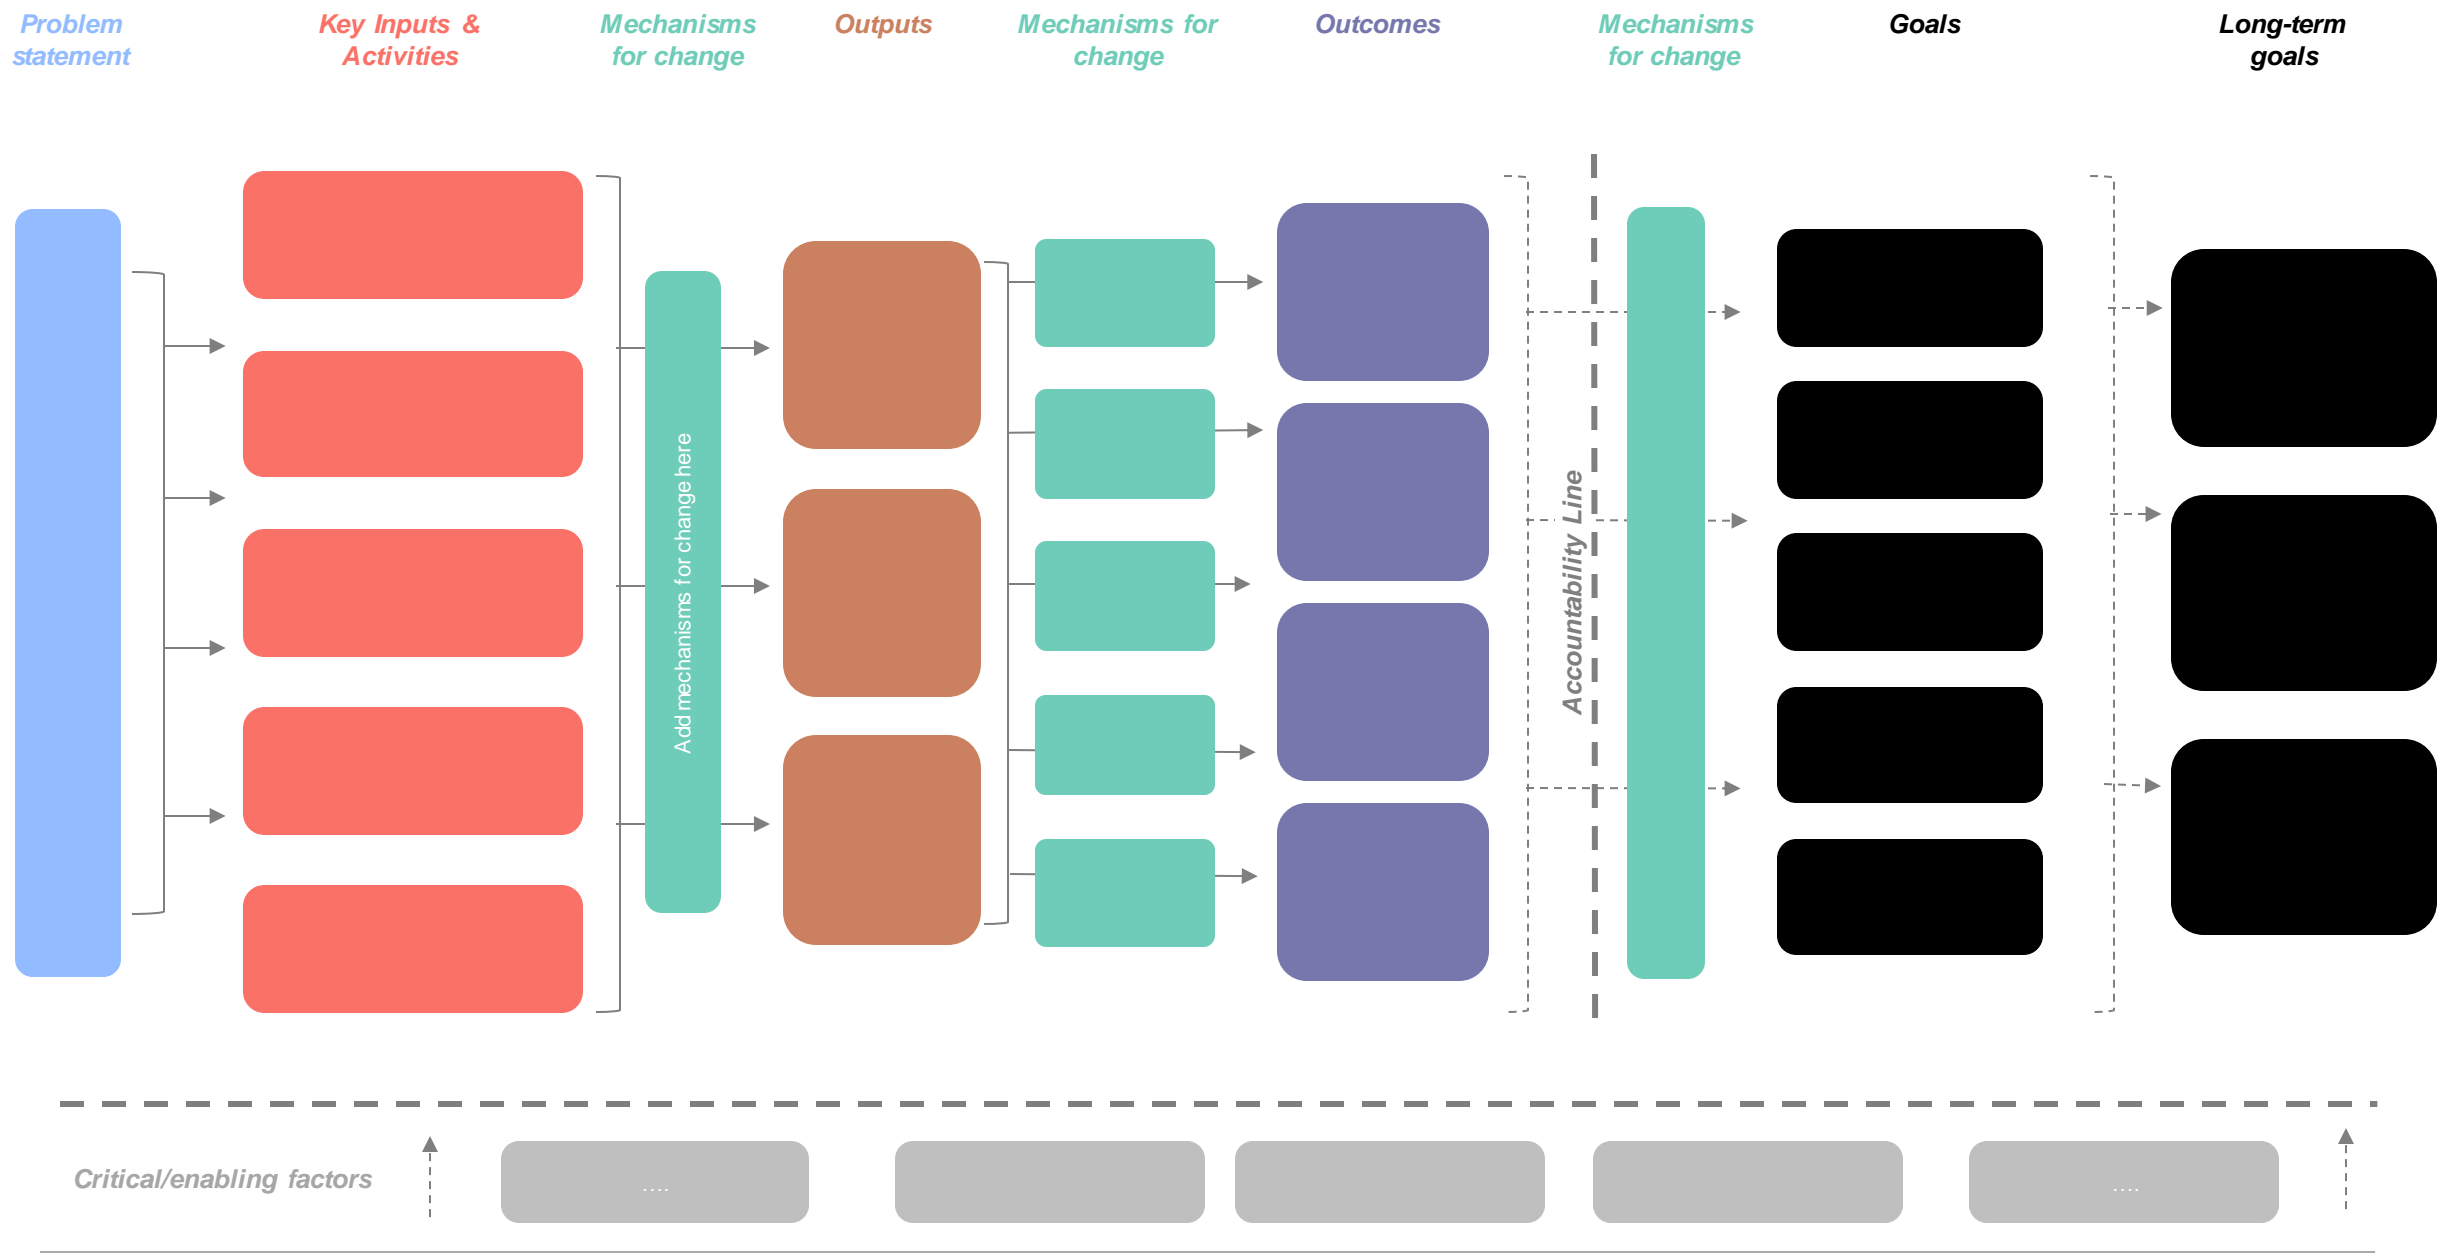 Problem
statement
Key Inputs &
Activities
Mechanisms
for change
Outputs
Mechanisms for
change
Outcomes
Mechanisms
for change
Goals
Long-term
goals
Add mechanisms for change here
Accountability Line
Critical/enabling factors
....
....